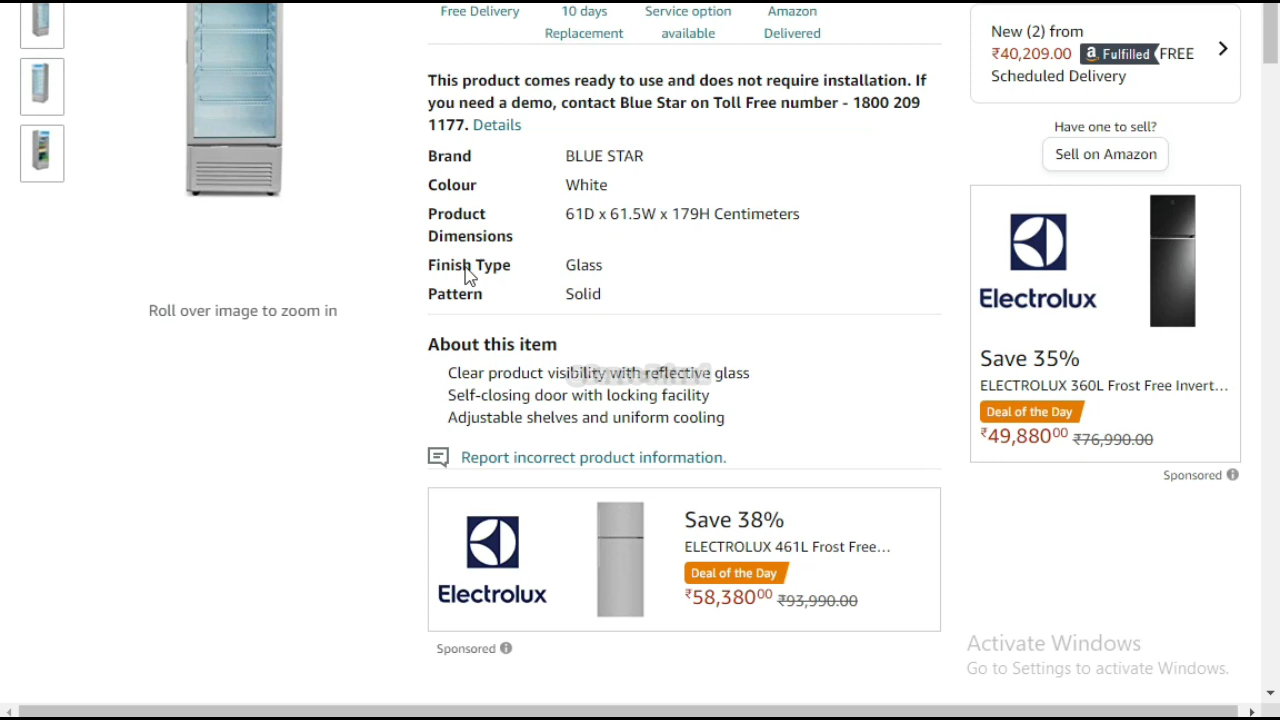 Free Delivery
10 days
Replacement
Service option
available
Amazon
Delivered
This product comes ready to use and does not require installation. If
you need a demo, contact Blue Star on Toll Free number - 1800 209
1177. Details
Brand BLUE STAR
Colour White
Product
Dimensions
61D x 61.5W x 179H Centimeters
Finish Type Glass
Pattern Solid
Roll over image to zoom in
About this item
Clear product visibility with reflective glass
Self-closing door with locking facility
Adjustable shelves and uniform cooling
Report incorrect product information.
Electrolux
Save 38%
ELECTROLUX 461L Frost Free...
Deal of the Day
₹58,380⁰⁰ ₹93,990.00
Sponsored
New (2) from
₹40,209.00 a Fulfilled FREE
Scheduled Delivery
Have one to sell?
Sell on Amazon
Electrolux
Save 35%
ELECTROLUX 360L Frost Free Invert...
Deal of the Day
₹49,880⁰⁰ ₹76,990.00
Sponsored
Activate Windows
Go to Settings to activate Windows.